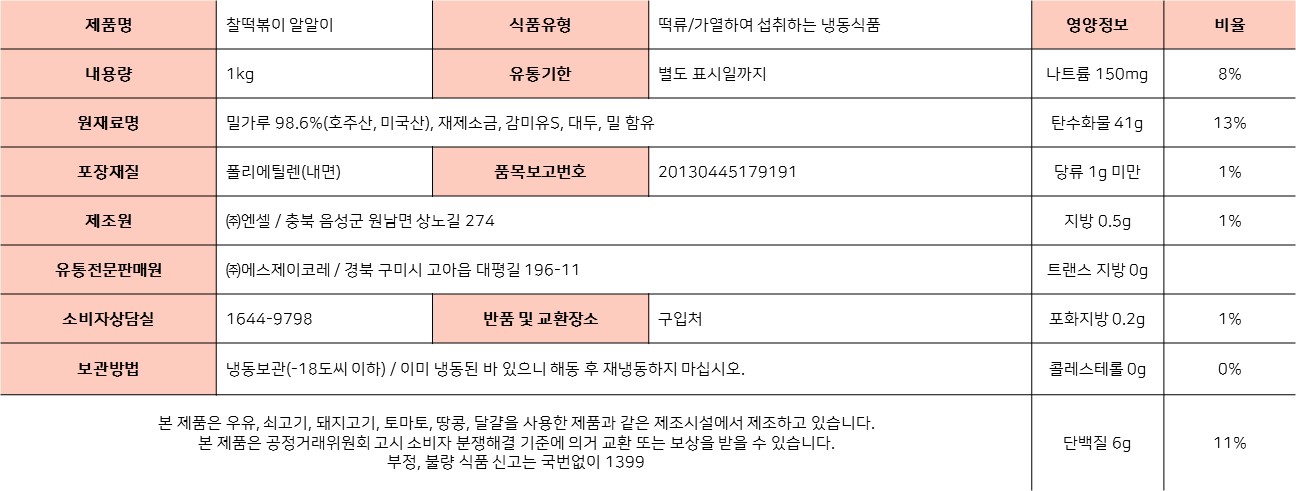 제품명 찰떡볶이 알알이 식품유형 떡류/가열하여 섭취하는 냉동식품 영양정보 비율
내용량 1kg 유통기한 별도 표시일까지 나트륨 150mg 8%
원재료명 밀가루 98.6%(호주산, 미국산), 재제소금, 감미유S, 대두, 밀 함유 탄수화물 41g 13%
포장재질 폴리에틸렌(내면) 품목보고번호 20130445179191 당류 1g 미만 1%
제조원 ㈜엔셀 / 충북 음성군 원남면 상노길 274 지방 0.5g 1%
유통전문판매원 ㈜에스제이코레 / 경북 구미시 고아읍 대평길 196-11 트랜스 지방 0g
소비자상담실 1644-9798 반품 및 교환장소 구입처 포화지방 0.2g 1%
보관방법 냉동보관(-18도씨 이하) / 이미 냉동된 바 있으니 해동 후 재냉동하지 마십시오. 콜레스테롤 0g 0%
본 제품은 우유, 쇠고기, 돼지고기, 토마토, 땅콩, 달걀을 사용한 제품과 같은 제조시설에서 제조하고 있습니다.
본 제품은 공정거래위원회 고시 소비자 분쟁해결 기준에 의거 교환 또는 보상을 받을 수 있습니다. 단백질 6g 11%
부정, 불량 식품 신고는 국번없이 1399